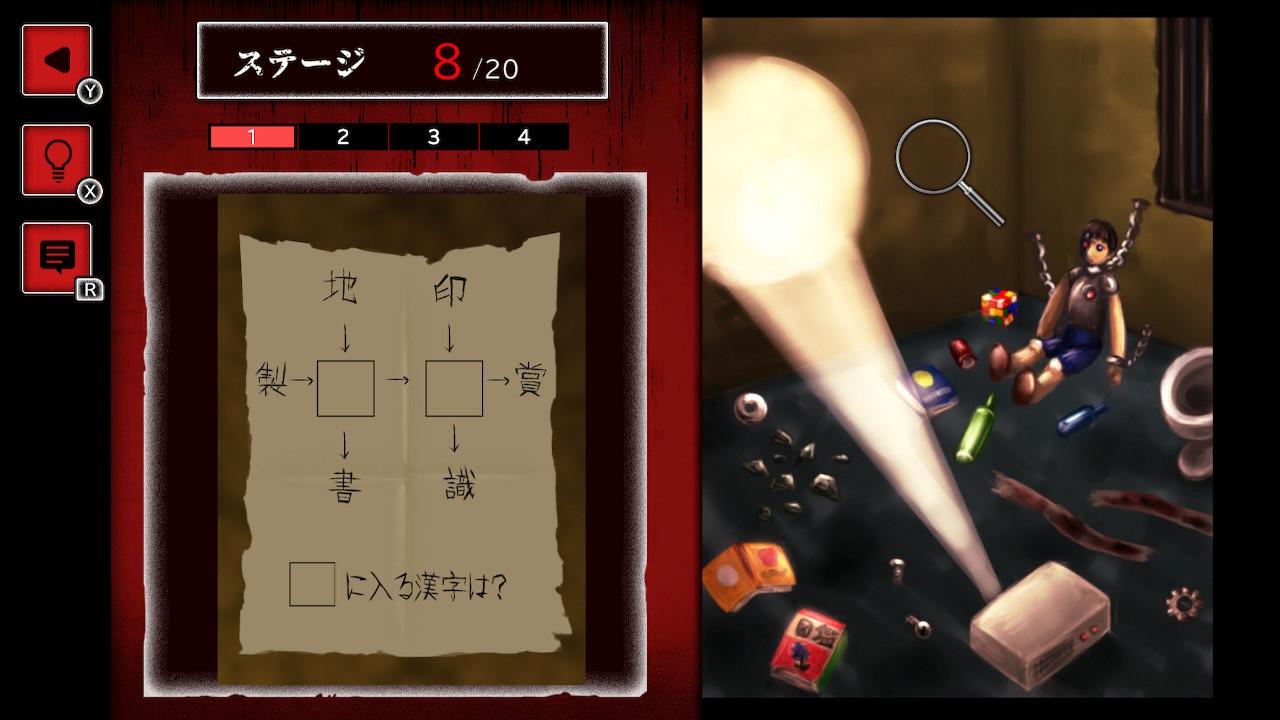 ステージ 8 /20
1 2 3 4
Y
X
R
地 印
↓ ↓
製 → □ → □ → 賞
↓ ↓
書 識
□に入る漢字は?